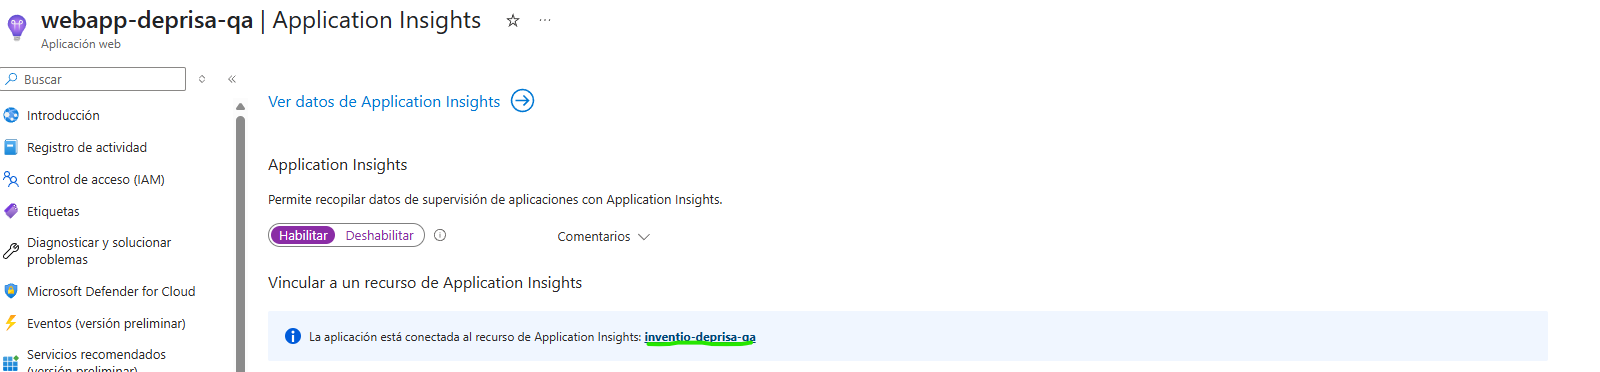 webapp-deprisa-qa | Application Insights
Aplicación web
Buscar
Introducción
Registro de actividad
Control de acceso (IAM)
Etiquetas
Diagnosticar y solucionar
problemas
Microsoft Defender for Cloud
Eventos (versión preliminar)
Servicios recomendados
(versión preliminar)
Ver datos de Application Insights
Application Insights
Permite recopilar datos de supervisión de aplicaciones con Application Insights.
Habilitar Deshabilitar Comentarios
Vincular a un recurso de Application Insights
La aplicación está conectada al recurso de Application Insights: inventio-deprisa-qa